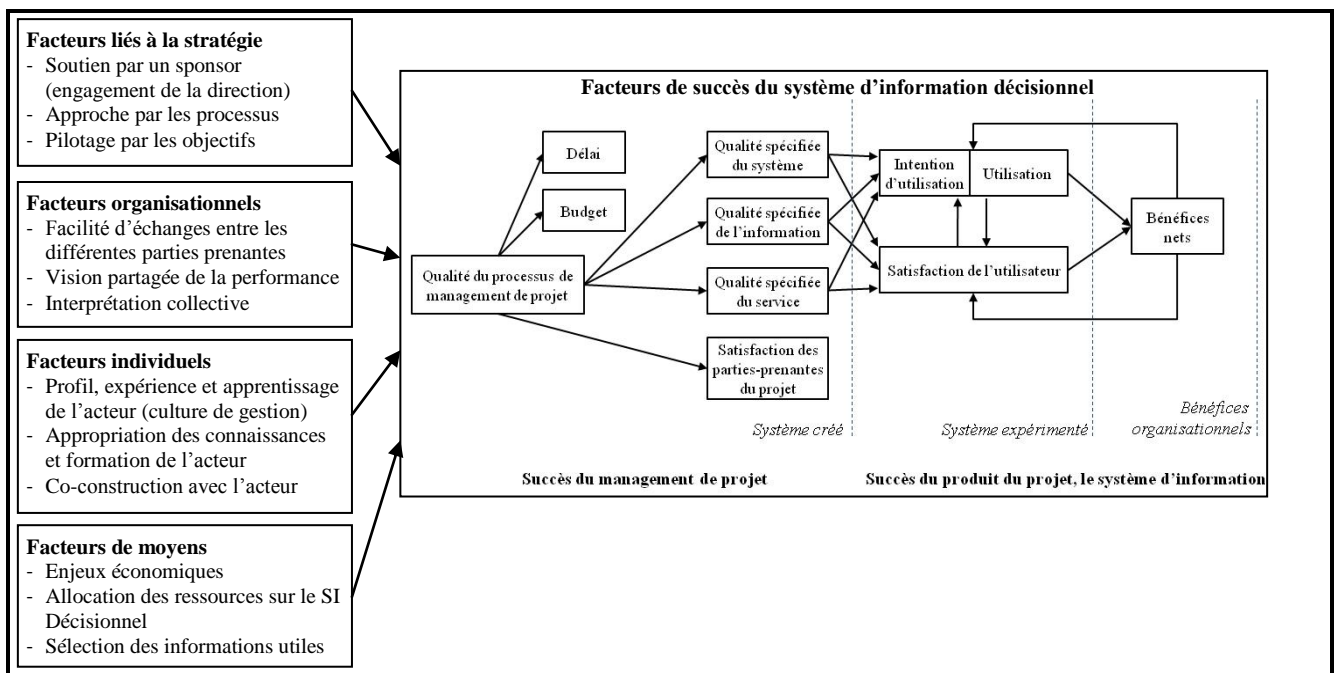 Facteurs liés à la stratégie
- Soutien par un sponsor
(engagement de la direction)
- Approche par les processus
- Pilotage par les objectifs
Facteurs organisationnels
- Facilité d'échanges entre les
différentes parties prenantes
- Vision partagée de la performance
- Interprétation collective
Facteurs individuels
- Profil, expérience et apprentissage
de l'acteur (culture de gestion)
- Appropriation des connaissances
et formation de l'acteur
- Co-construction avec l'acteur
Facteurs de moyens
- Enjeux économiques
- Allocation des ressources sur le SI
Décisionnel
- Sélection des informations utiles
Facteurs de succès du système d'information décisionnel
Qualité du processus de
management de projet
Délai
Budget
Qualité spécifiée
du système
Qualité spécifiée
de l'information
Qualité spécifiée
du service
Satisfaction des
parties-prenantes
du projet
Intention
d'utilisation
Utilisation
Satisfaction de l'utilisateur
Bénéfices
nets
Système créé
Système expérimenté
Bénéfices
organisationnels
Succès du management de projet
Succès du produit du projet, le système d'information